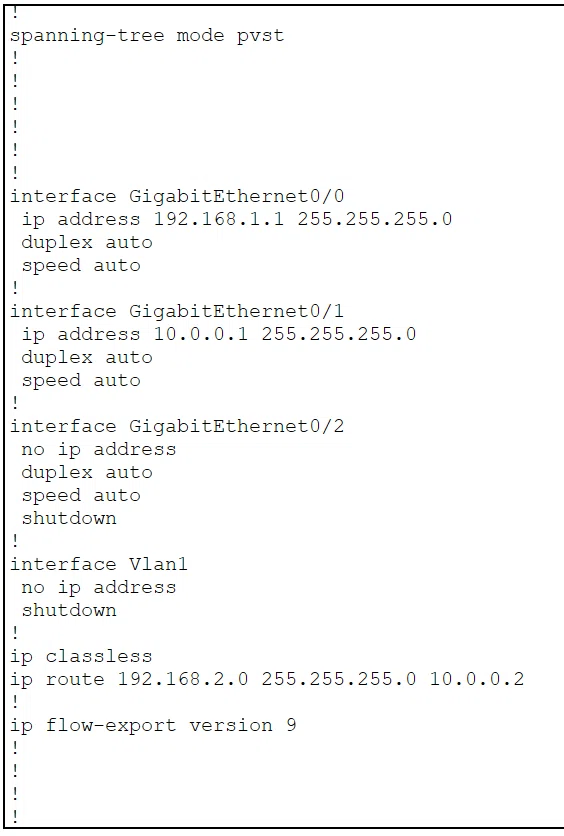 !
spanning-tree mode pvst
!
!
!
!
!
!
interface GigabitEthernet0/0
 ip address 192.168.1.1 255.255.255.0
 duplex auto
 speed auto
!
interface GigabitEthernet0/1
 ip address 10.0.0.1 255.255.255.0
 duplex auto
 speed auto
!
interface GigabitEthernet0/2
 no ip address
 duplex auto
 speed auto
 shutdown
!
interface Vlan1
 no ip address
 shutdown
!
ip classless
ip route 192.168.2.0 255.255.255.0 10.0.0.2
!
ip flow-export version 9
!
!
!
!